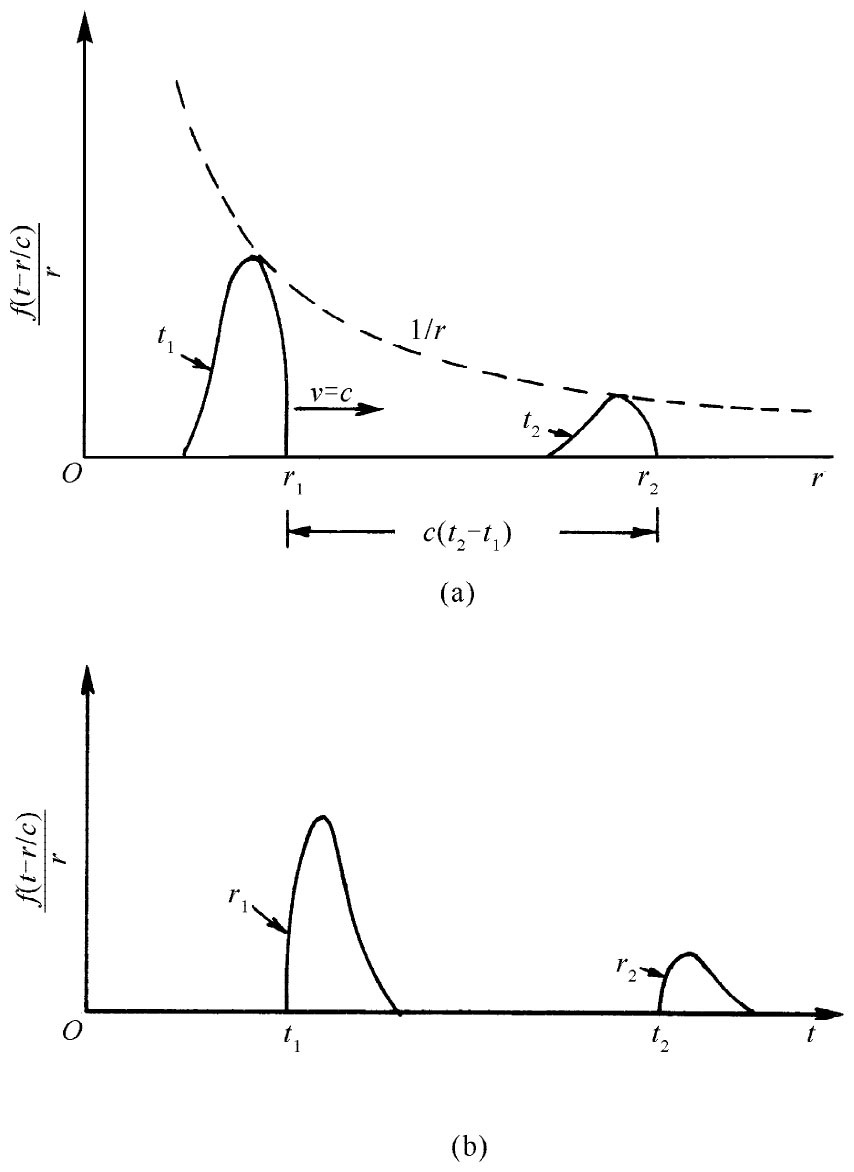 f(t−r/c)
r
1/r
t₁
v=c
t₂
O
r₁
r₂
r
c(t₂−t₁)
(a)
f(t−r/c)
r
r₁
r₂
O
t₁
t₂
t
(b)